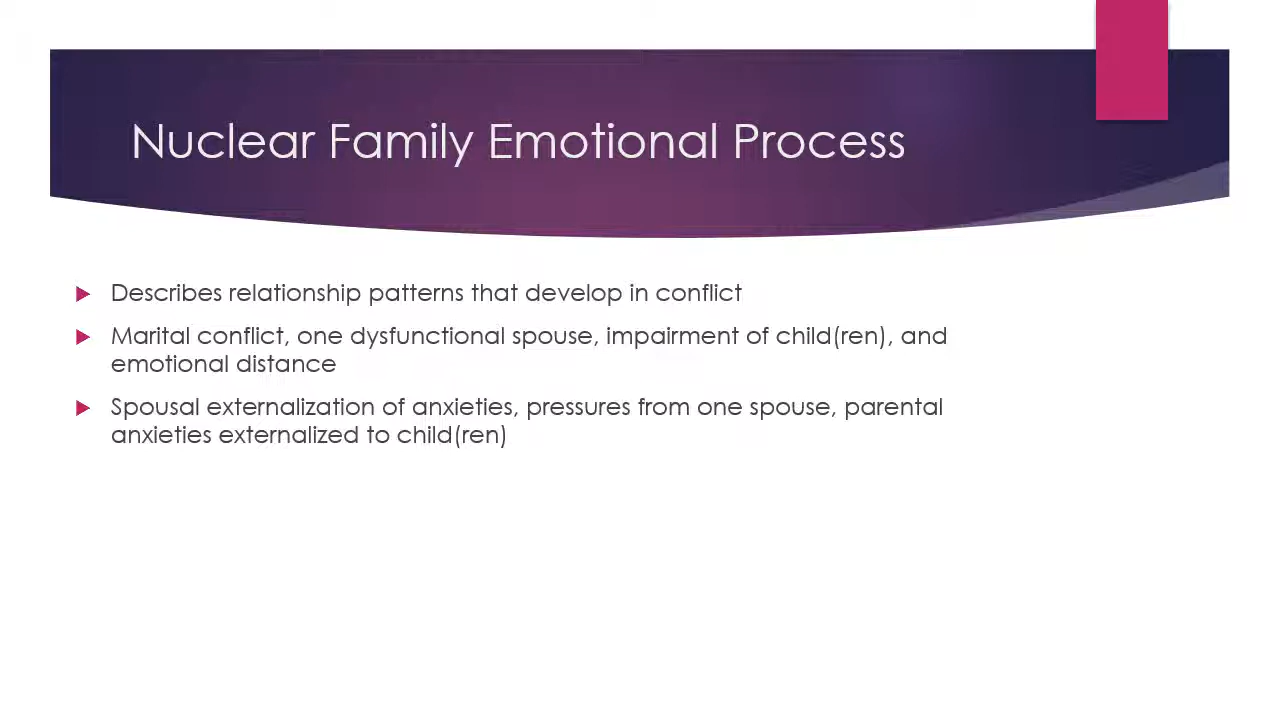 Nuclear Family Emotional Process
Describes relationship patterns that develop in conflict
Marital conflict, one dysfunctional spouse, impairment of child(ren), and
emotional distance
Spousal externalization of anxieties, pressures from one spouse, parental
anxieties externalized to child(ren)